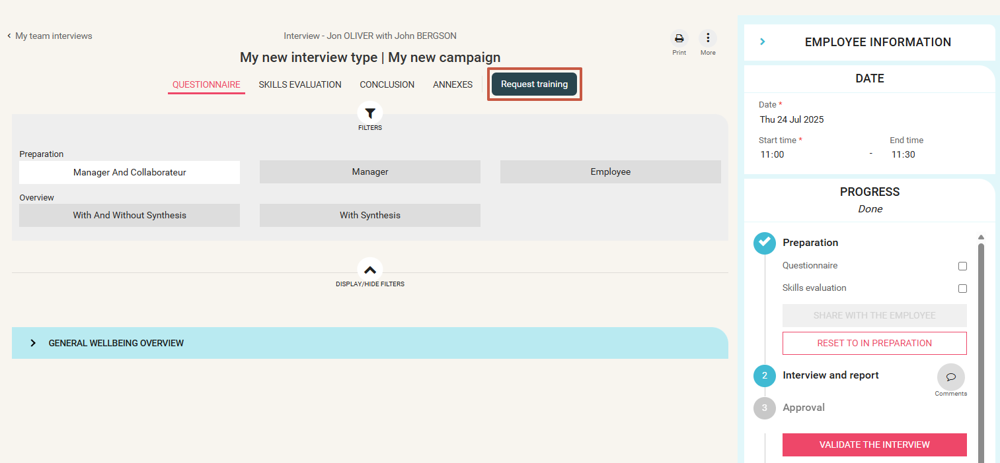 My team interviews
Interview - Jon OLIVER with John BERGSON
My new interview type | My new campaign
Print
More
QUESTIONNAIRE
SKILLS EVALUATION
CONCLUSION
ANNEXES
Request training
FILTERS
Preparation
Manager And Collaborateur
Manager
Employee
Overview
With And Without Synthesis
With Synthesis
DISPLAY/HIDE FILTERS
GENERAL WELLBEING OVERVIEW
EMPLOYEE INFORMATION
DATE
Date *
Thu 24 Jul 2025
Start time *
End time
11:00 - 11:30
PROGRESS
Done
Preparation
Questionnaire
Skills evaluation
SHARE WITH THE EMPLOYEE
RESET TO IN PREPARATION
2 Interview and report
Comments
3 Approval
VALIDATE THE INTERVIEW